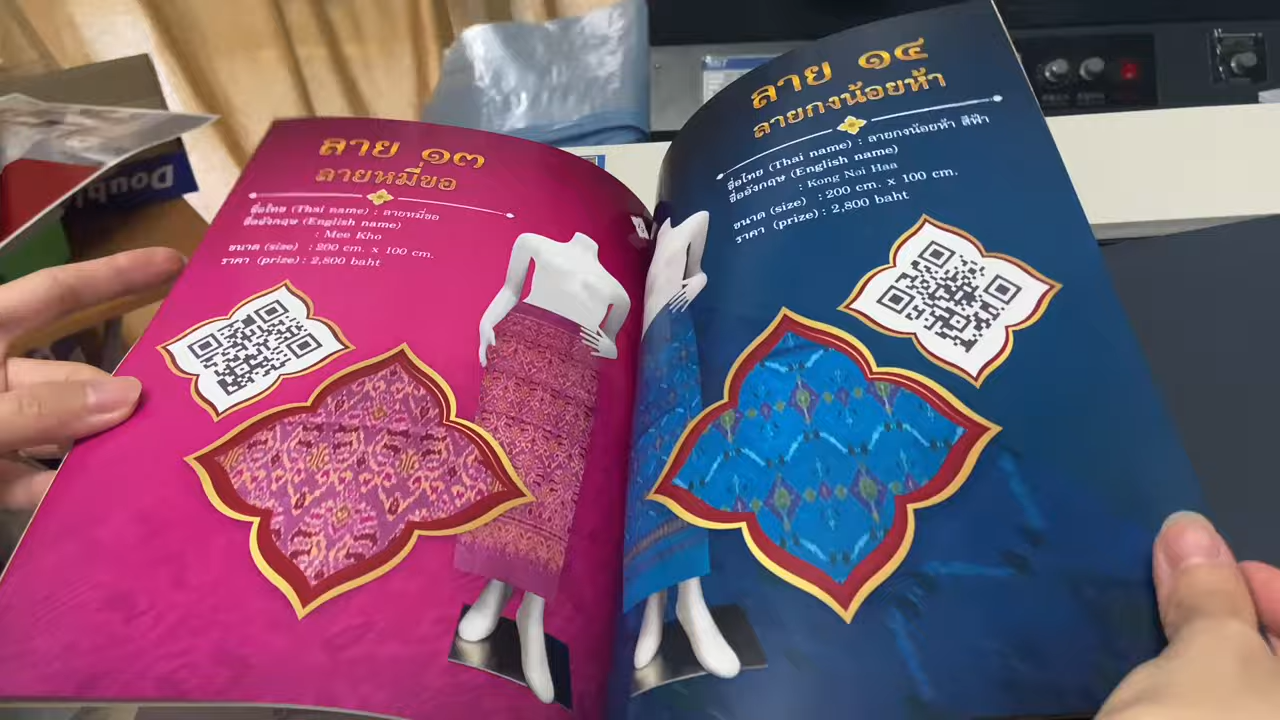 ลาย ๑๓
ลายหมี่ขอ
ชื่อไทย (Thai name) : ลายหมี่ขอ
ชื่ออังกฤษ (English name)
: Mee Kho
ขนาด (size) : 200 cm. x 100 cm.
ราคา (prize) : 2,800 baht
ลาย ๑๔
ลายกงน้อยห้า
ชื่อไทย (Thai name) : ลายกงน้อยห้า สีฟ้า
ชื่ออังกฤษ (English name)
: Kong Noi Haa
ขนาด (size) : 200 cm. x 100 cm.
ราคา (prize) : 2,800 baht